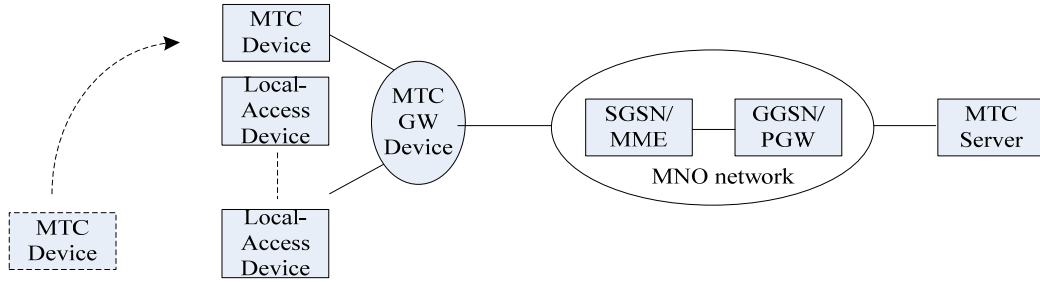 MTC
Device
Local-
Access
Device
MTC
GW
Device
SGSN/
MME
GGSN/
PGW
MNO network
MTC
Server
MTC
Device
Local-
Access
Device